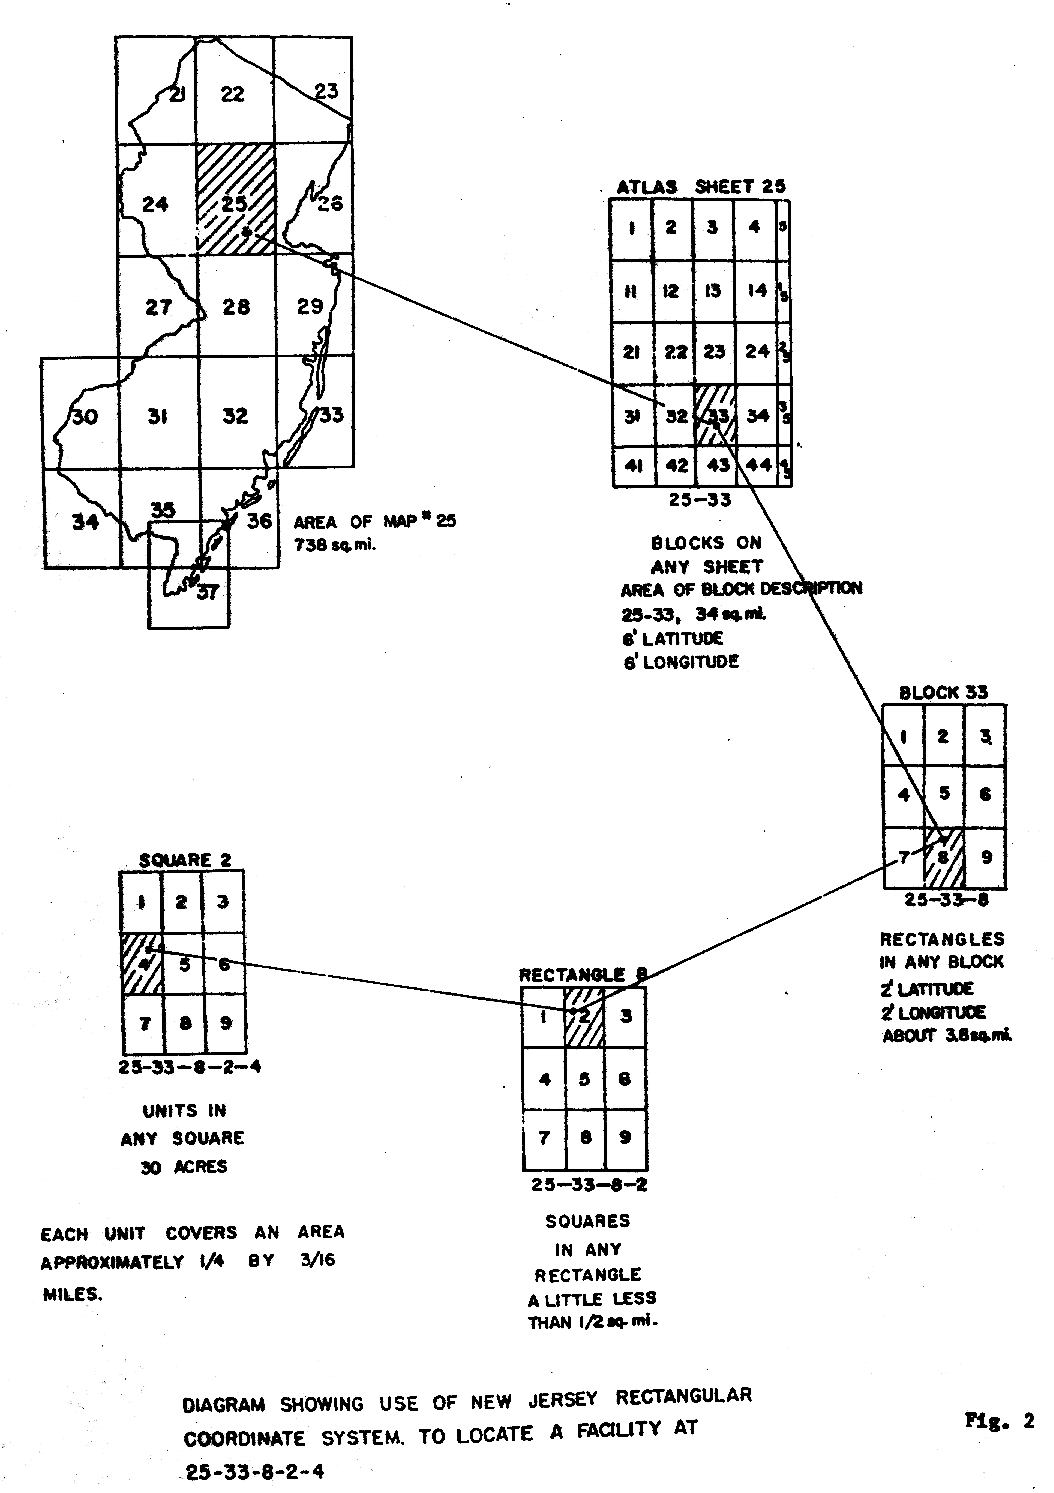 21 22 23
24 25 26
27 28 29
30 31 32 33
34 35 36
37
AREA OF MAP # 25
738 sq. mi.
ATLAS SHEET 25
1 2 3 4 5
11 12 13 14 15
21 22 23 24 25
31 32 33 34 35
41 42 43 44 45
25-33
BLOCKS ON
ANY SHEET
AREA OF BLOCK DESCRIPTION
25-33, 34 sq. mi.
6' LATITUDE
6' LONGITUDE
BLOCK 33
1 2 3
4 5 6
7 8 9
25-33-8
RECTANGLES
IN ANY BLOCK
2' LATITUDE
2' LONGITUDE
ABOUT 3.8 sq. mi.
SQUARE 2
1 2 3
4 5 6
7 8 9
25-33-8-2-4
UNITS IN
ANY SQUARE
30 ACRES
EACH UNIT COVERS AN AREA
APPROXIMATELY 1/4 BY 3/16
MILES.
RECTANGLE 8
1 2 3
4 5 6
7 8 9
25-33-8-2
SQUARES
IN ANY
RECTANGLE
A LITTLE LESS
THAN 1/2 sq. mi.
DIAGRAM SHOWING USE OF NEW JERSEY RECTANGULAR
COORDINATE SYSTEM. TO LOCATE A FACILITY AT
25-33-8-2-4
Fig. 2